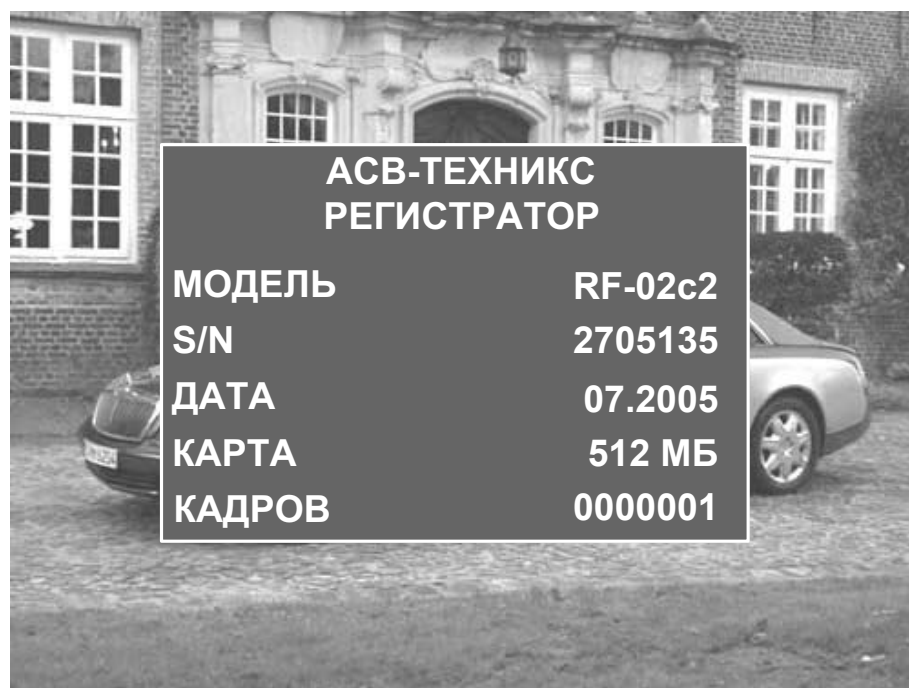 АСВ-ТЕХНИКС
РЕГИСТРАТОР
МОДЕЛЬ RF-02c2
S/N 2705135
ДАТА 07.2005
КАРТА 512 МБ
КАДРОВ 0000001